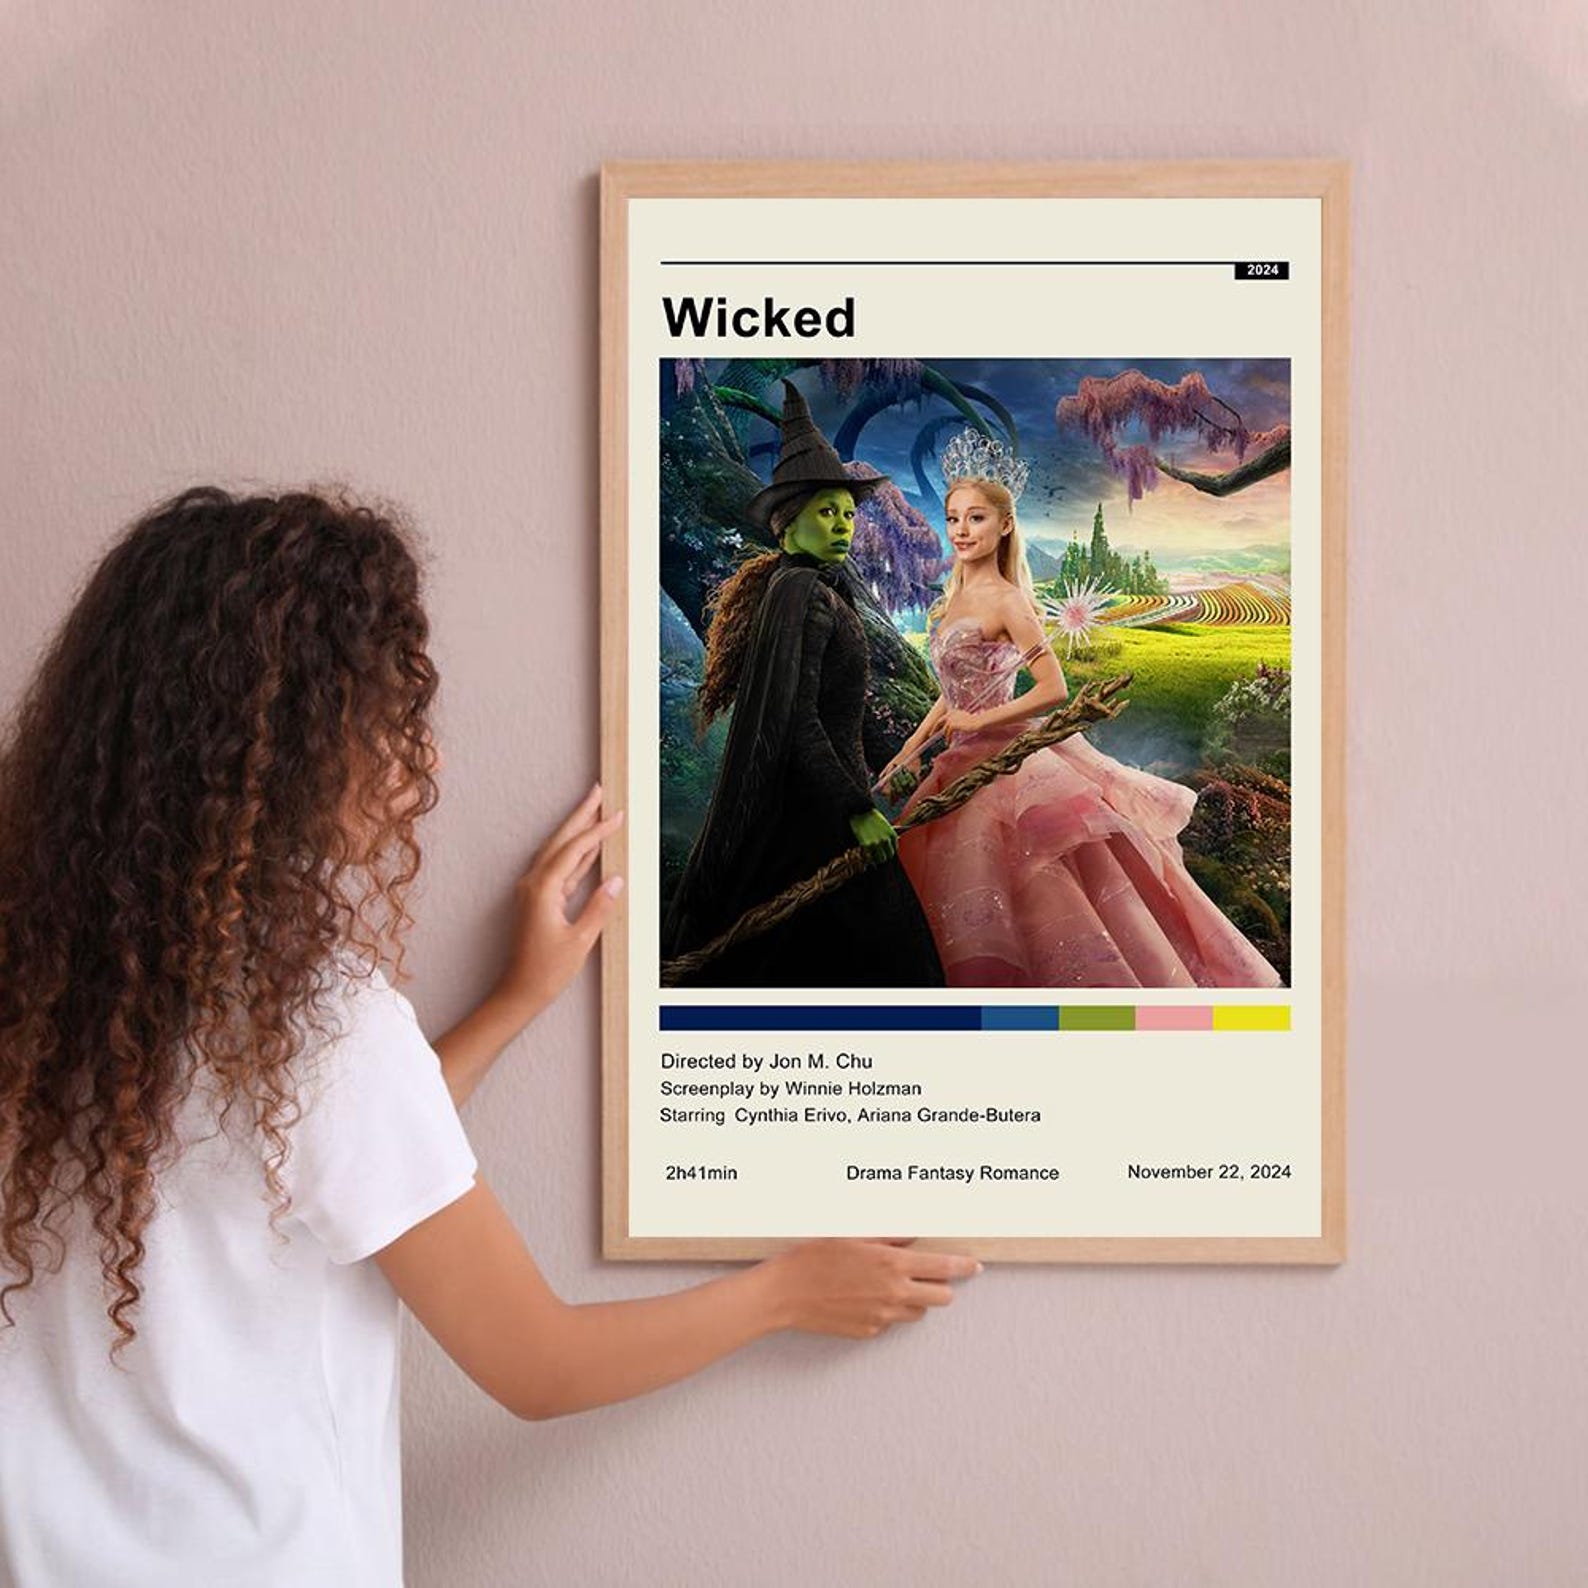 2024
Wicked
Directed by Jon M. Chu
Screenplay by Winnie Holzman
Starring Cynthia Erivo, Ariana Grande-Butera
2h41min Drama Fantasy Romance November 22, 2024